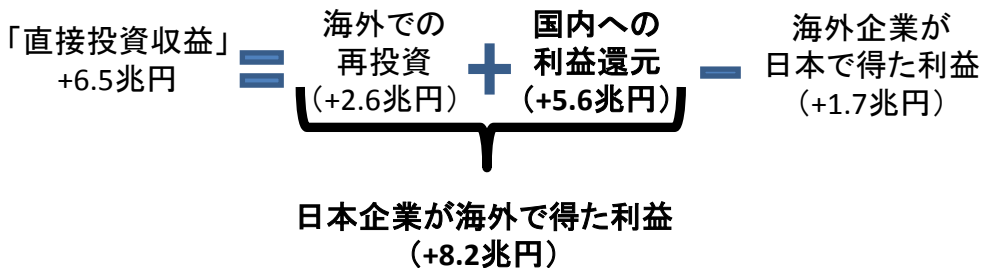 「直接投資収益」
+6.5兆円
=
海外での
再投資
（+2.6兆円）
+
国内への
利益還元
（+5.6兆円）
−
海外企業が
日本で得た利益
（+1.7兆円）
日本企業が海外で得た利益
（+8.2兆円）